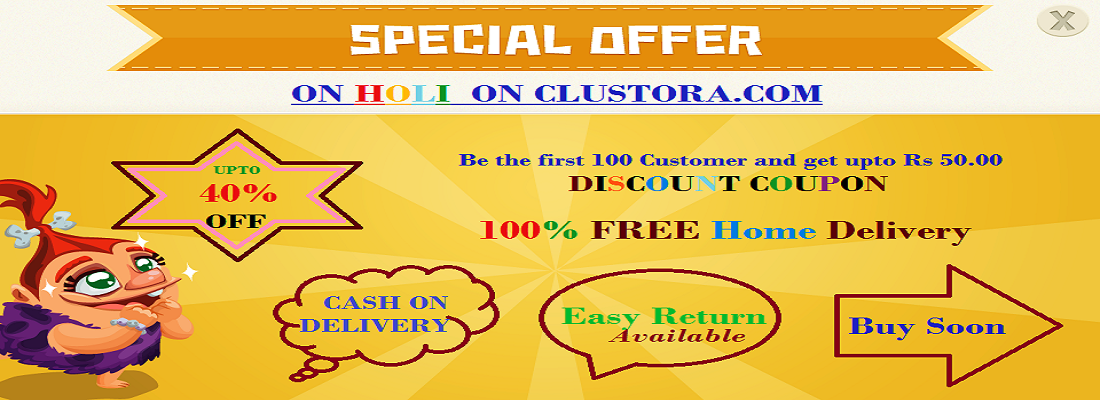 SPECIAL OFFER
ON HOLI ON CLUSTORA.COM
UPTO
40%
OFF
Be the first 100 Customer and get upto Rs 50.00
DISCOUNT COUPON
100% FREE Home Delivery
CASH ON
DELIVERY
Easy Return
Available
Buy Soon